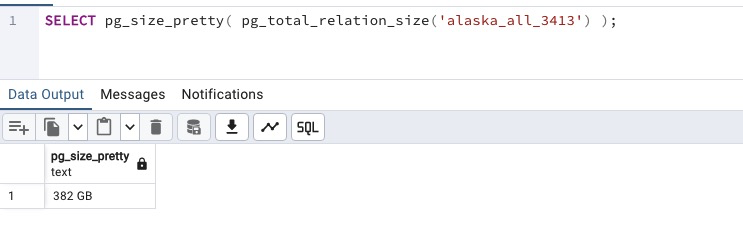 1 SELECT pg_size_pretty( pg_total_relation_size('alaska_all_3413') );
Data Output Messages Notifications
SQL
pg_size_pretty
text
1 382 GB